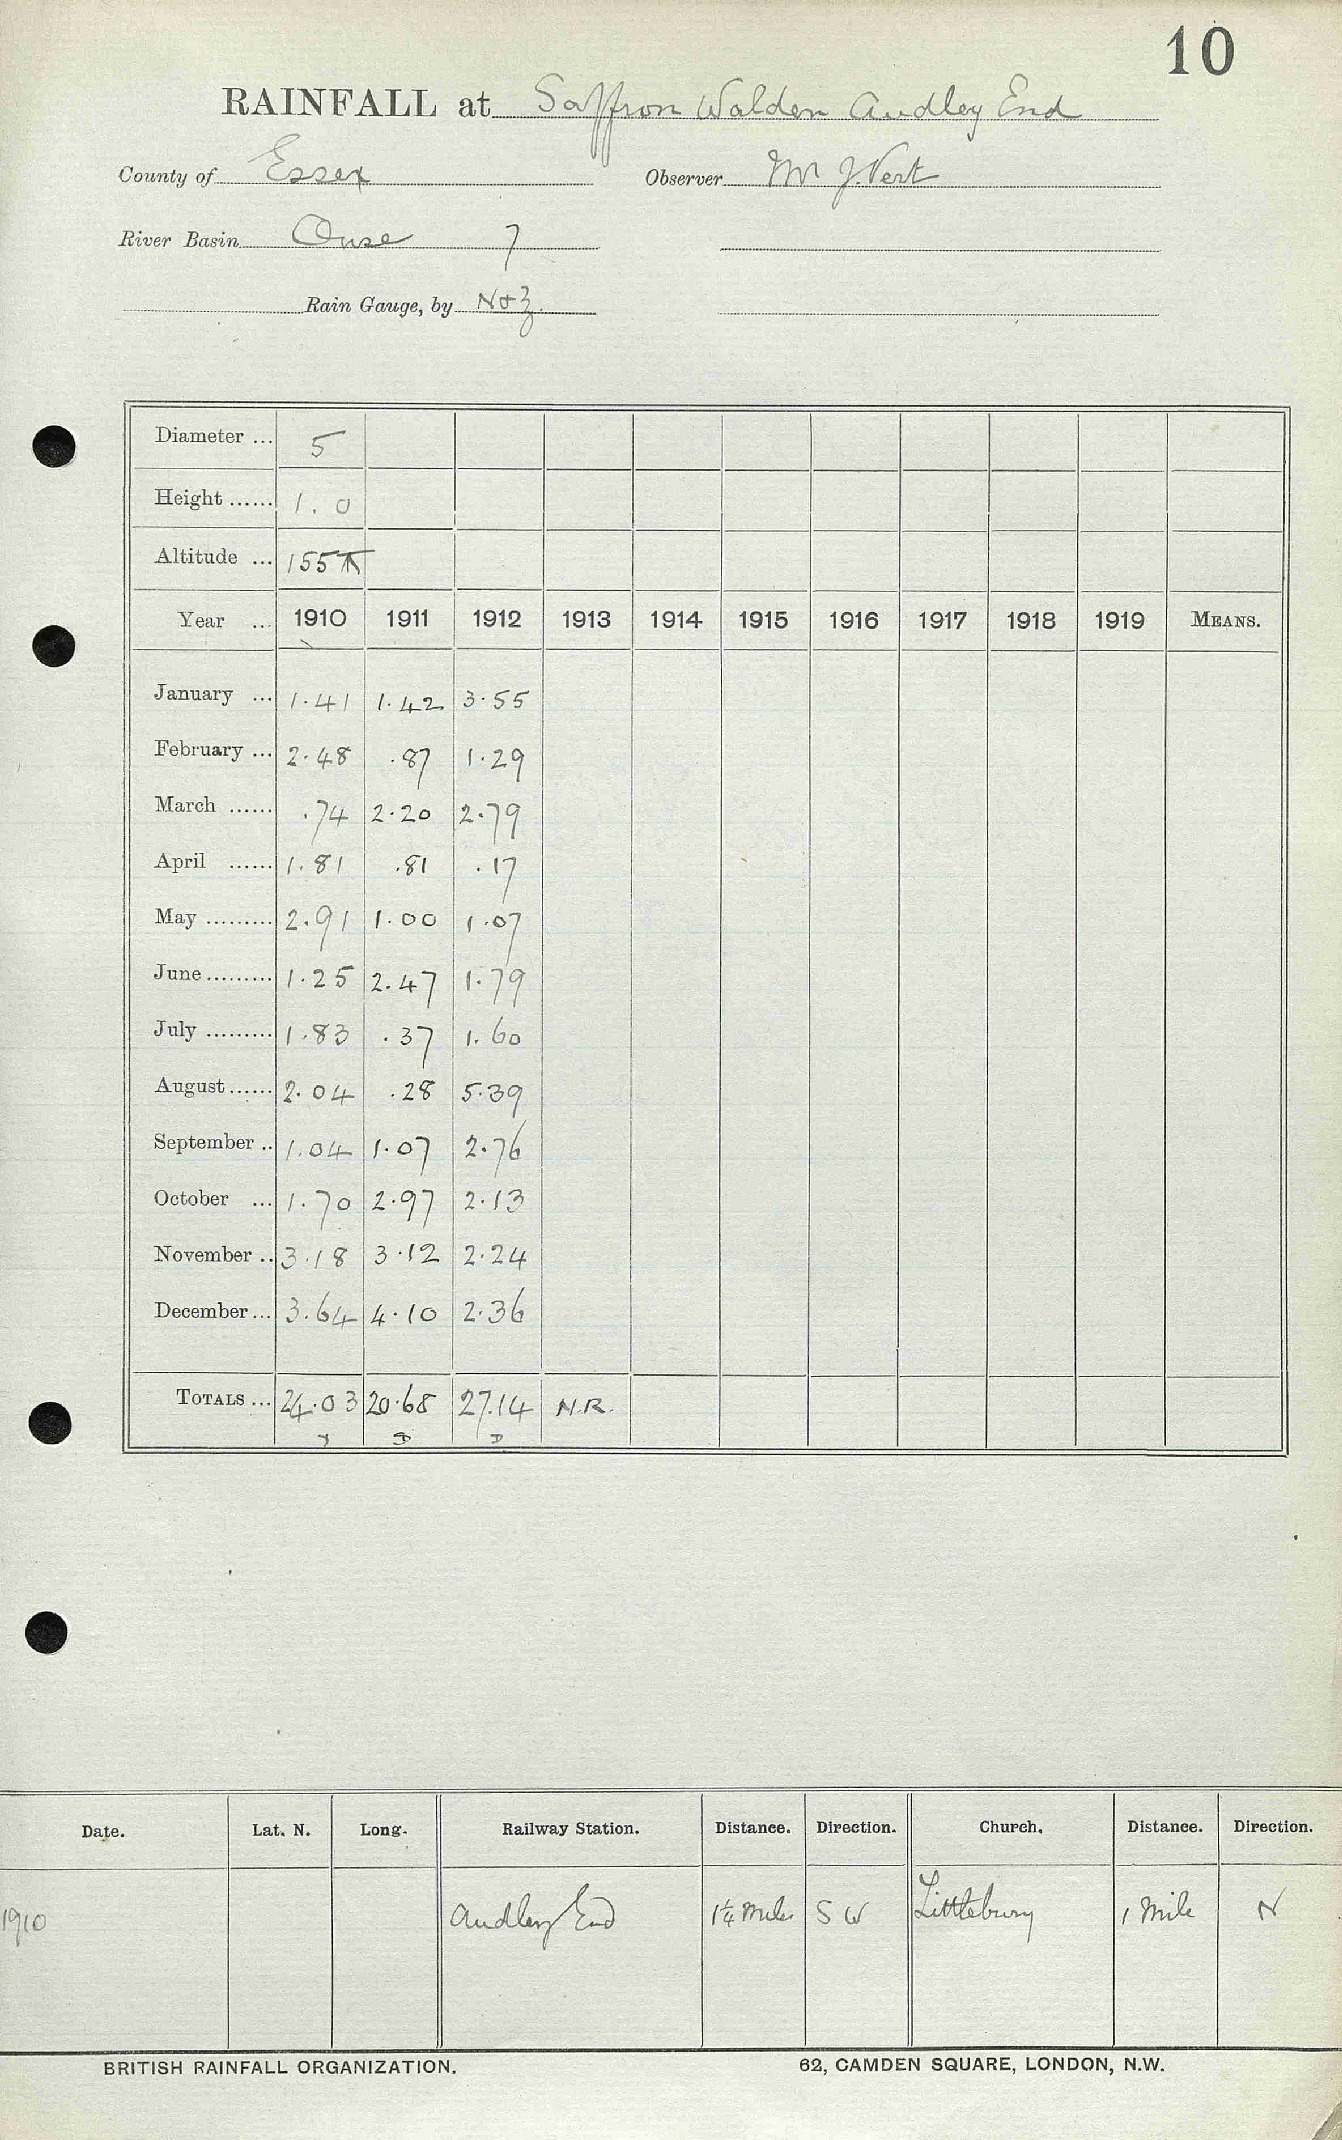 10
RAINFALL at Saffron Walden Audley End
County of Essex Observer Mr J. Vert
River Basin Ouse 7
Rain Gauge, by N & Z.
Diameter ... 5
Height ...... 1.0
Altitude ... 155
Year ... 1910 1911 1912 1913 1914 1915 1916 1917 1918 1919 MEANS.
January ... 1.41 1.42 3.55
February ... 2.48 .87 1.29
March ...... .74 2.20 2.79
April ...... 1.81 .81 .17
May ......... 2.91 1.00 1.07
June ......... 1.25 2.47 1.79
July ......... 1.83 .37 1.60
August ...... 2.04 .28 5.39
September .. 1.04 1.07 2.76
October ... 1.70 2.97 2.13
November .. 3.18 3.12 2.24
December ... 3.64 4.10 2.36
TOTALS ... 24.03 20.68 27.14 N.R.
Date. Lat. N. Long. Railway Station. Distance. Direction. Church. Distance. Direction.
1910 Audley End 1¼ Miles S W Littlebury 1 Mile N
BRITISH RAINFALL ORGANIZATION. 62, CAMDEN SQUARE, LONDON, N.W.